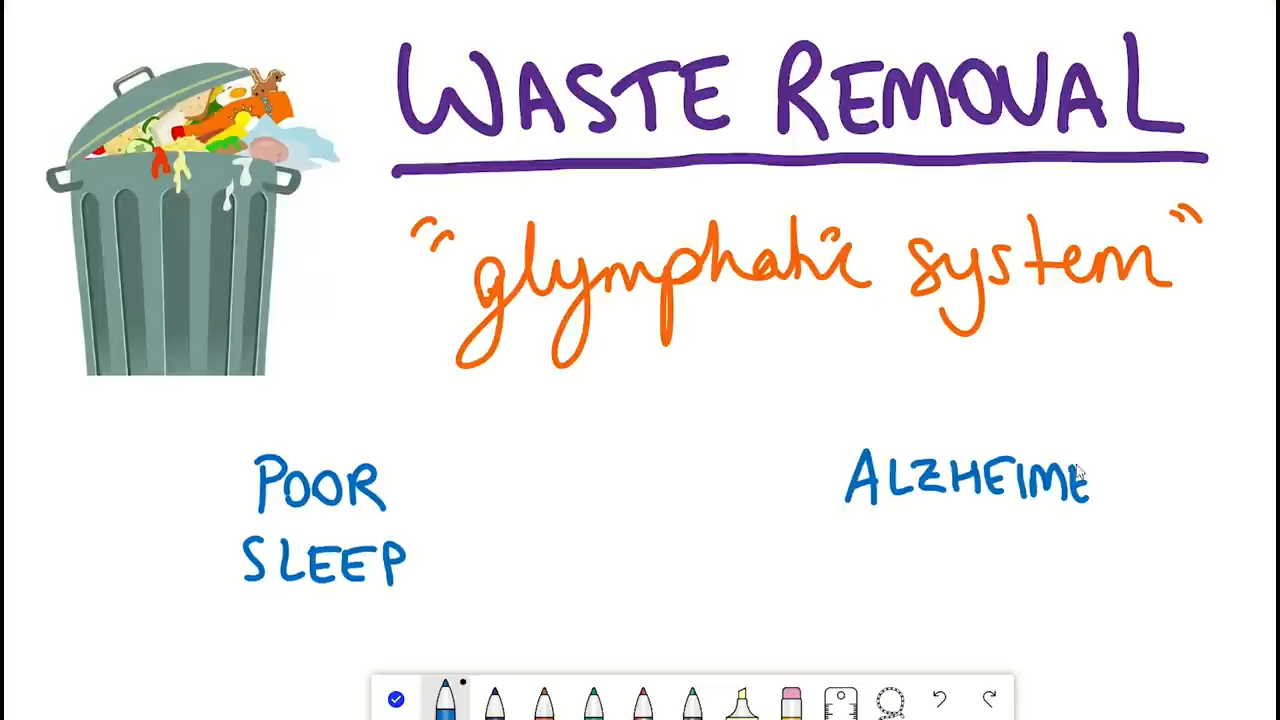 WASTE REMOVAL
"glymphatic system"
POOR
SLEEP
ALZHEIME